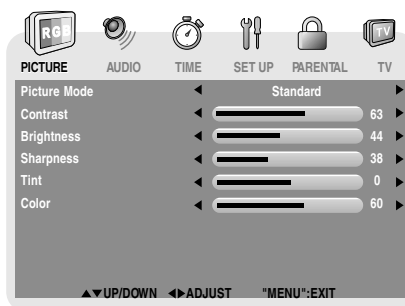 RGB TV
PICTURE AUDIO TIME SET UP PARENTAL TV
Picture Mode ◀ Standard ▶
Contrast ◀ 63 ▶
Brightness ◀ 44 ▶
Sharpness ◀ 38 ▶
Tint ◀ 0 ▶
Color ◀ 60 ▶
▲▼UP/DOWN ◀▶ADJUST "MENU":EXIT